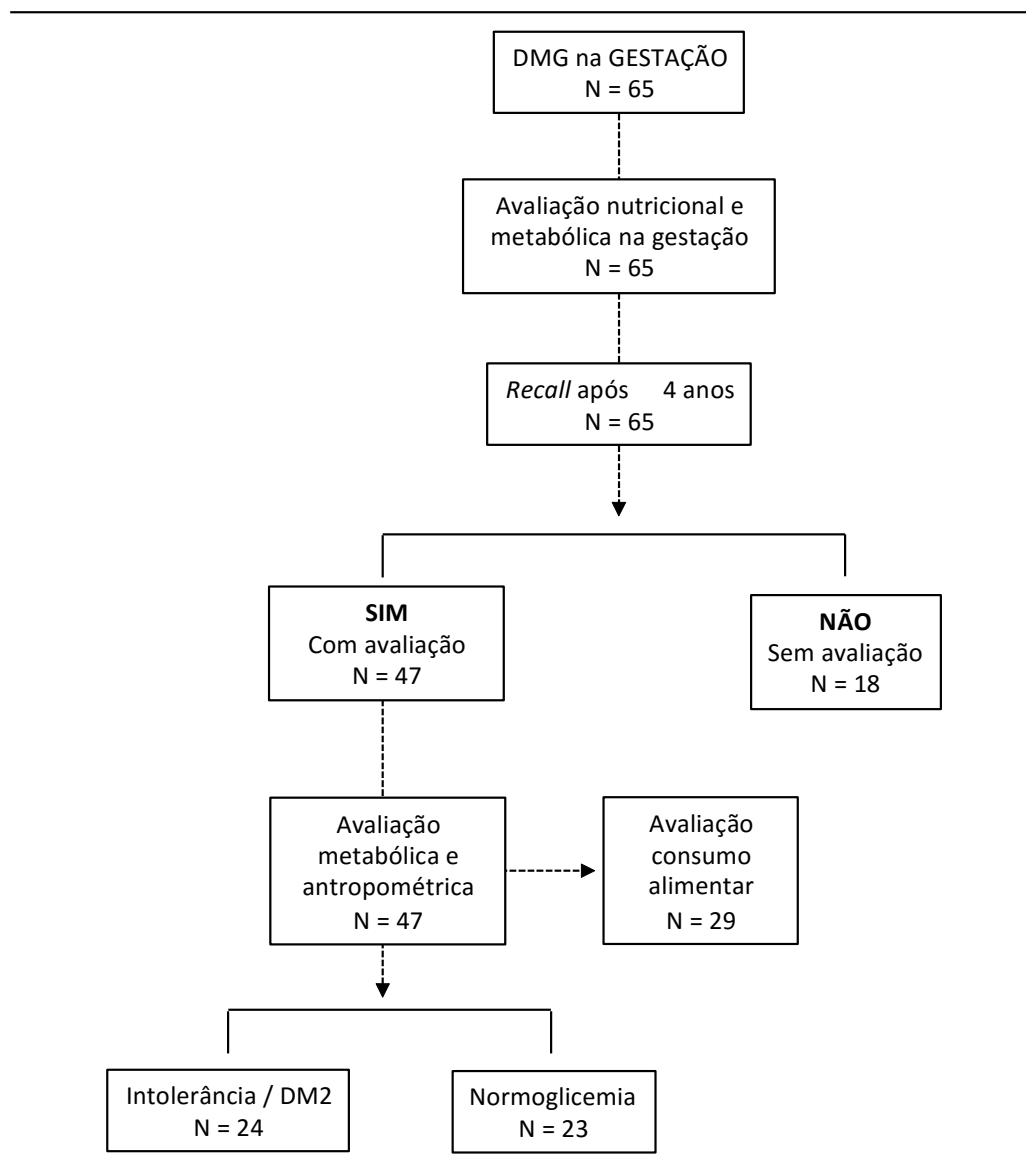 DMG na GESTAÇÃO
N = 65
Avaliação nutricional e
metabólica na gestação
N = 65
Recall após 4 anos
N = 65
SIM
Com avaliação
N = 47
NÃO
Sem avaliação
N = 18
Avaliação
metabólica e
antropométrica
N = 47
Avaliação
consumo
alimentar
N = 29
Intolerância / DM2
N = 24
Normoglicemia
N = 23